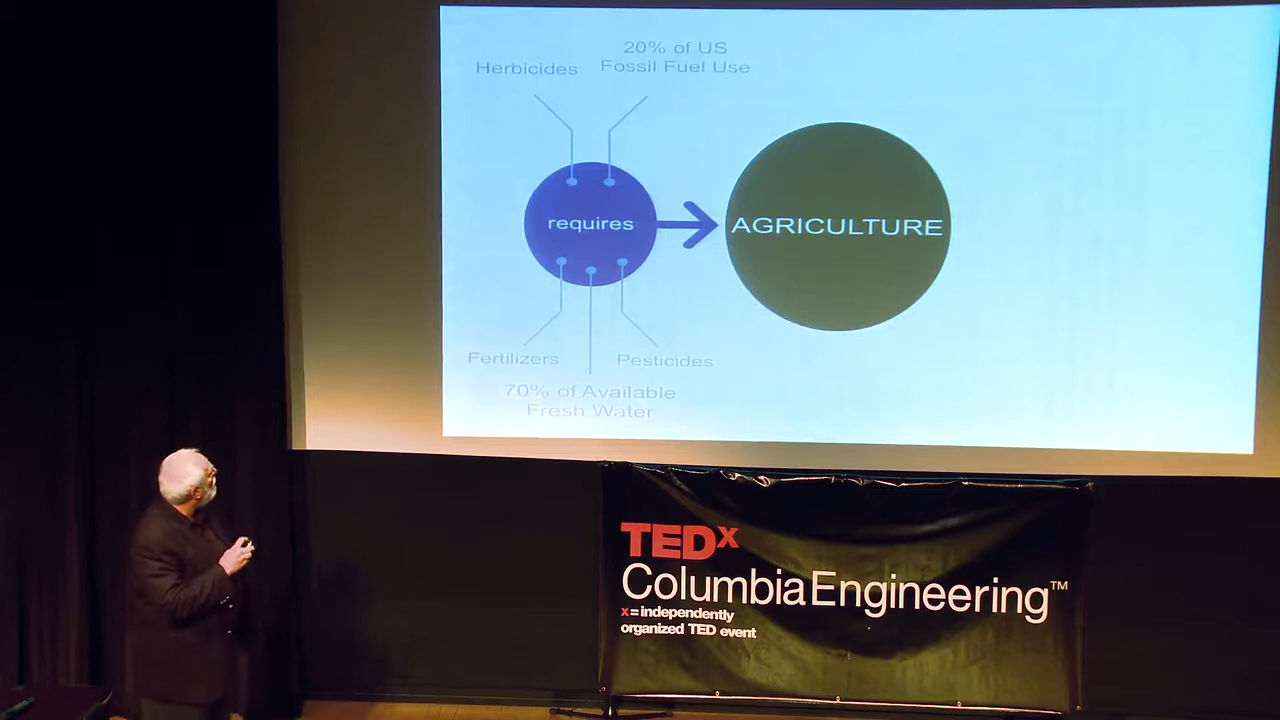 20% of US
Herbicides Fossil Fuel Use
requires
AGRICULTURE
Fertilizers Pesticides
70% of Available
Fresh Water
TEDx
ColumbiaEngineering™
x=independently
organized TED event